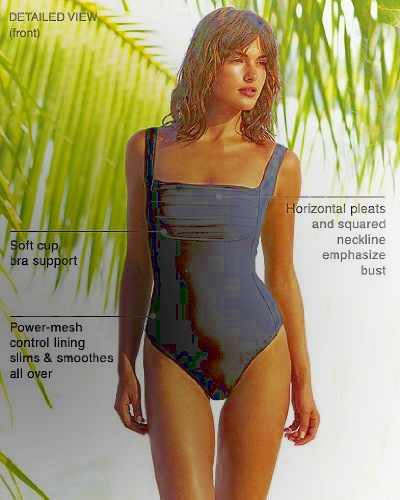 DETAILED VIEW
(front)
Horizontal pleats
and squared
neckline
emphasize
bust
Soft cup
bra support
Power-mesh
control lining
slims & smoothes
all over